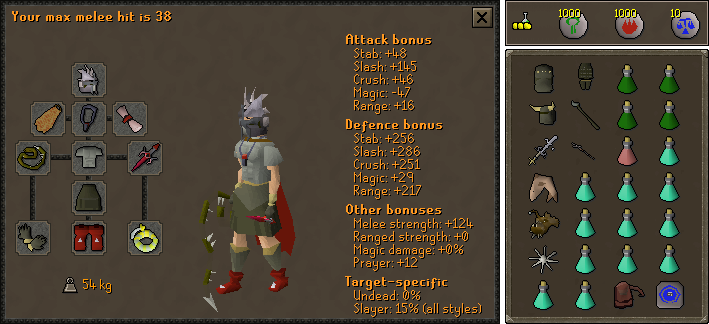 Your max melee hit is 38
Attack bonus
Stab: +48
Slash: +145
Crush: +46
Magic: -47
Range: +16
Defence bonus
Stab: +256
Slash: +286
Crush: +251
Magic: +29
Range: +217
Other bonuses
Melee strength: +124
Ranged strength: +0
Magic damage: +0%
Prayer: +12
Target-specific
Undead: 0%
Slayer: 15% (all styles)
54 kg
1000 1000 10